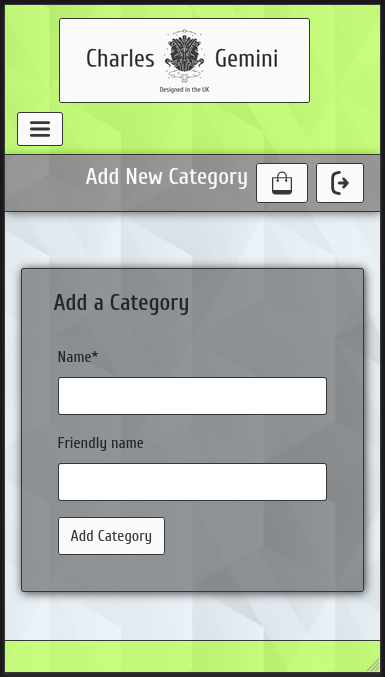 Charles Gemini
Designed in the UK
Add New Category
Add a Category
Name*
Friendly name
Add Category